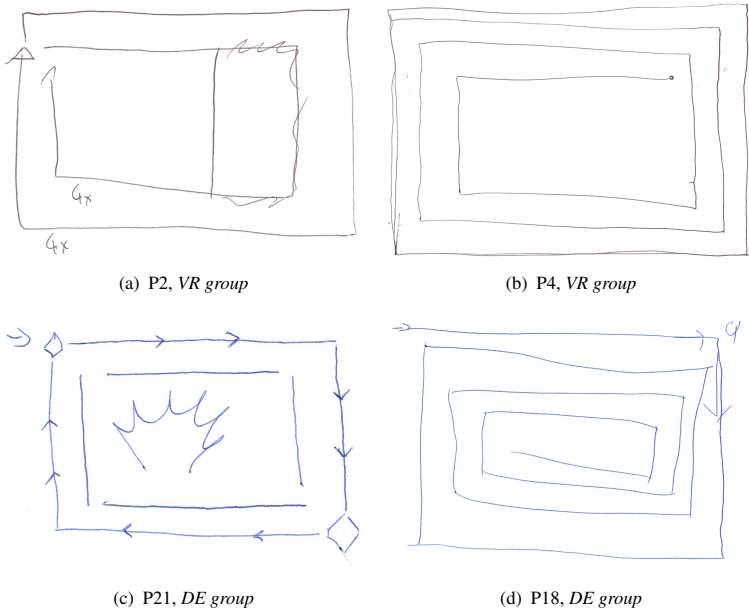 4x
4x
(a) P2, VR group
(b) P4, VR group
(c) P21, DE group
(d) P18, DE group